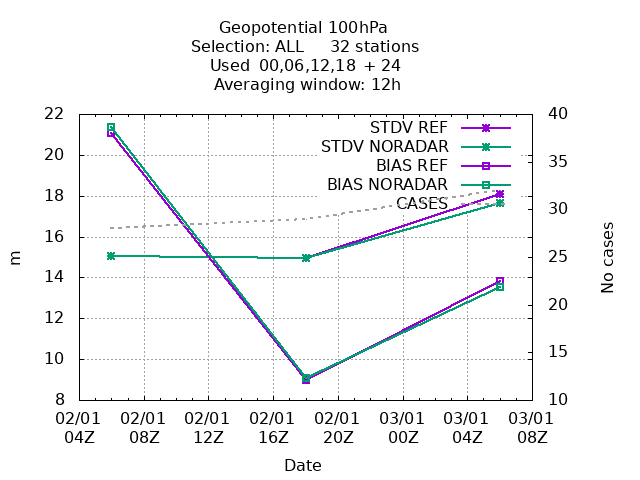 Geopotential 100hPa
Selection: ALL 32 stations
Used 00,06,12,18 + 24
Averaging window: 12h
22
20
18
16
14
12
10
8
m
40
35
30
25
20
15
10
No cases
STDV REF
STDV NORADAR
BIAS REF
BIAS NORADAR
CASES
02/01 02/01 02/01 02/01 02/01 03/01 03/01 03/01
04Z 08Z 12Z 16Z 20Z 00Z 04Z 08Z
Date